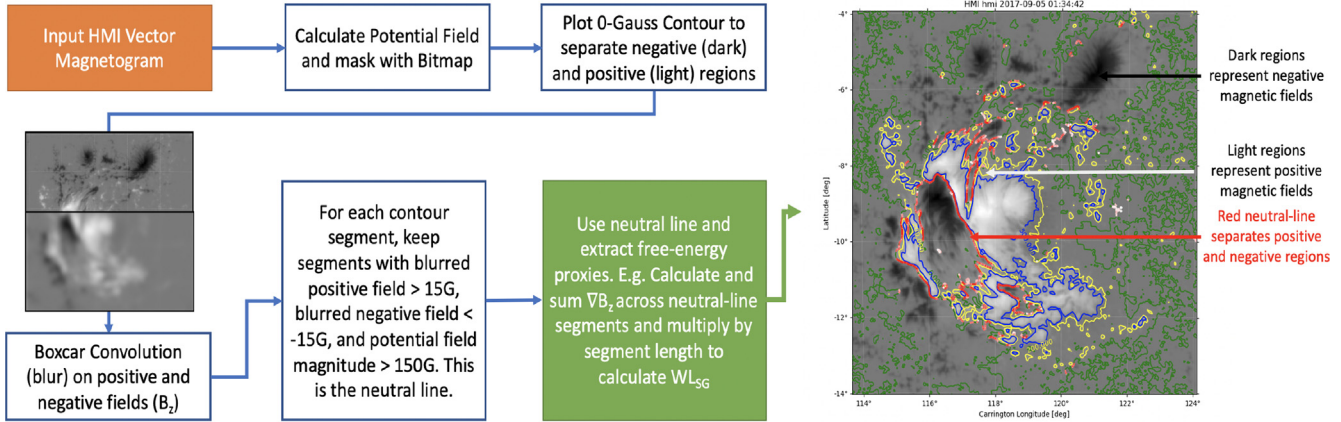 Input HMI Vector
Magnetogram
Calculate Potential Field
and mask with Bitmap
Plot 0-Gauss Contour to
separate negative (dark)
and positive (light) regions
Boxcar Convolution
(blur) on positive and
negative fields (B_z)
For each contour
segment, keep
segments with blurred
positive field > 15G,
blurred negative field <
-15G, and potential field
magnitude > 150G. This
is the neutral line.
Use neutral line and
extract free-energy
proxies. E.g. Calculate and
sum ∇B_z across neutral-line
segments and multiply by
segment length to
calculate WL_SG
HMI hmi 2017-09-05 01:34:42
Latitude [deg]
-4°
-6°
-8°
-10°
-12°
-14°
114°
116°
118°
120°
122°
124°
Carrington Longitude [deg]
Dark regions
represent negative
magnetic fields
Light regions
represent positive
magnetic fields
Red neutral-line
separates positive
and negative regions